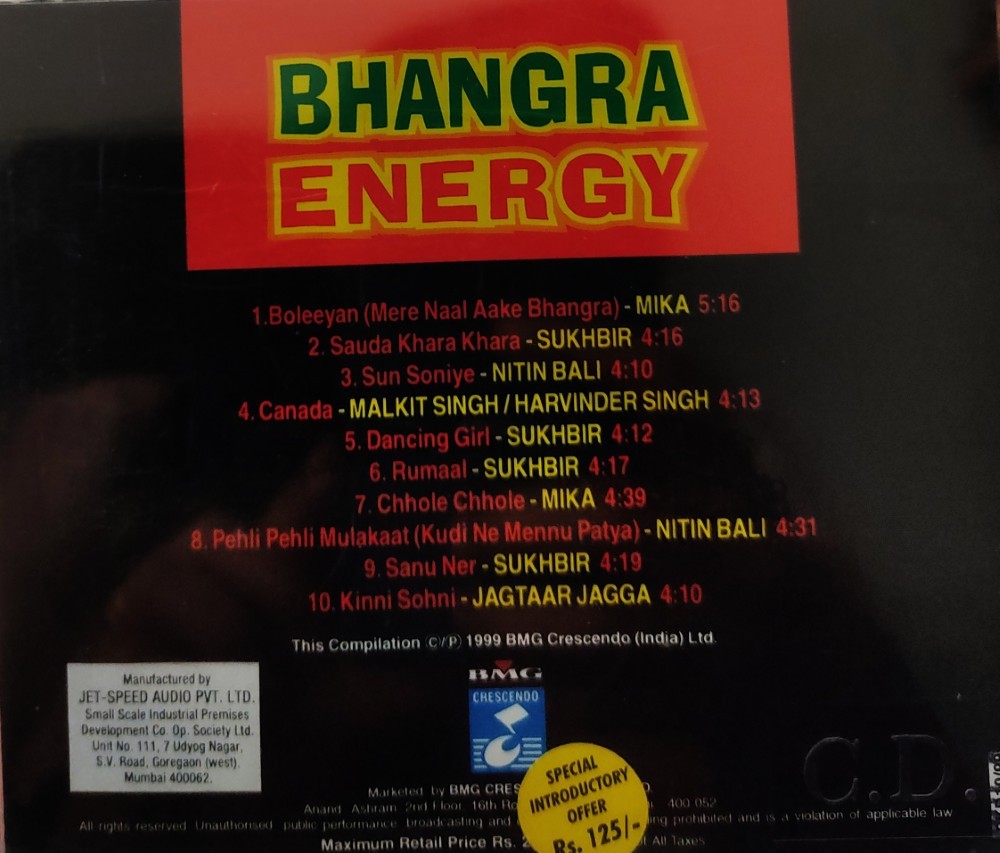 BHANGRA
ENERGY
1.Boleeyan (Mere Naal Aake Bhangra) - MIKA 5:16
2. Sauda Khara Khara - SUKHBIR 4:16
3. Sun Soniye - NITIN BALI 4:10
4. Canada - MALKIT SINGH / HARVINDER SINGH 4:13
5. Dancing Girl - SUKHBIR 4:12
6. Rumaal - SUKHBIR 4:17
7. Chhole Chhole - MIKA 4:39
8. Pehli Pehli Mulakaat (Kudi Ne Mennu Patya) - NITIN BALI 4:31
9. Sanu Ner - SUKHBIR 4:19
10. Kinni Sohni - JAGTAAR JAGGA 4:10
This Compilation C/P 1999 BMG Crescendo (India) Ltd.
BMG
CRESCENDO
Manufactured by
JET-SPEED AUDIO PVT. LTD.
Small Scale Industrial Premises
Development Co. Op. Society Ltd.
Unit No. 111, 7 Udyog Nagar,
S.V. Road, Goregaon (west).
Mumbai 400062.
SPECIAL
INTRODUCTORY
OFFER
Rs. 125/-
C.D.
Marketed by BMG
Anand Ashram 2nd Floor 16th 400 052
All rights reserved Unauthorised public performance broadcasting and prohibited and is a violation of applicable law
Maximum Retail Price Rs. All Taxes